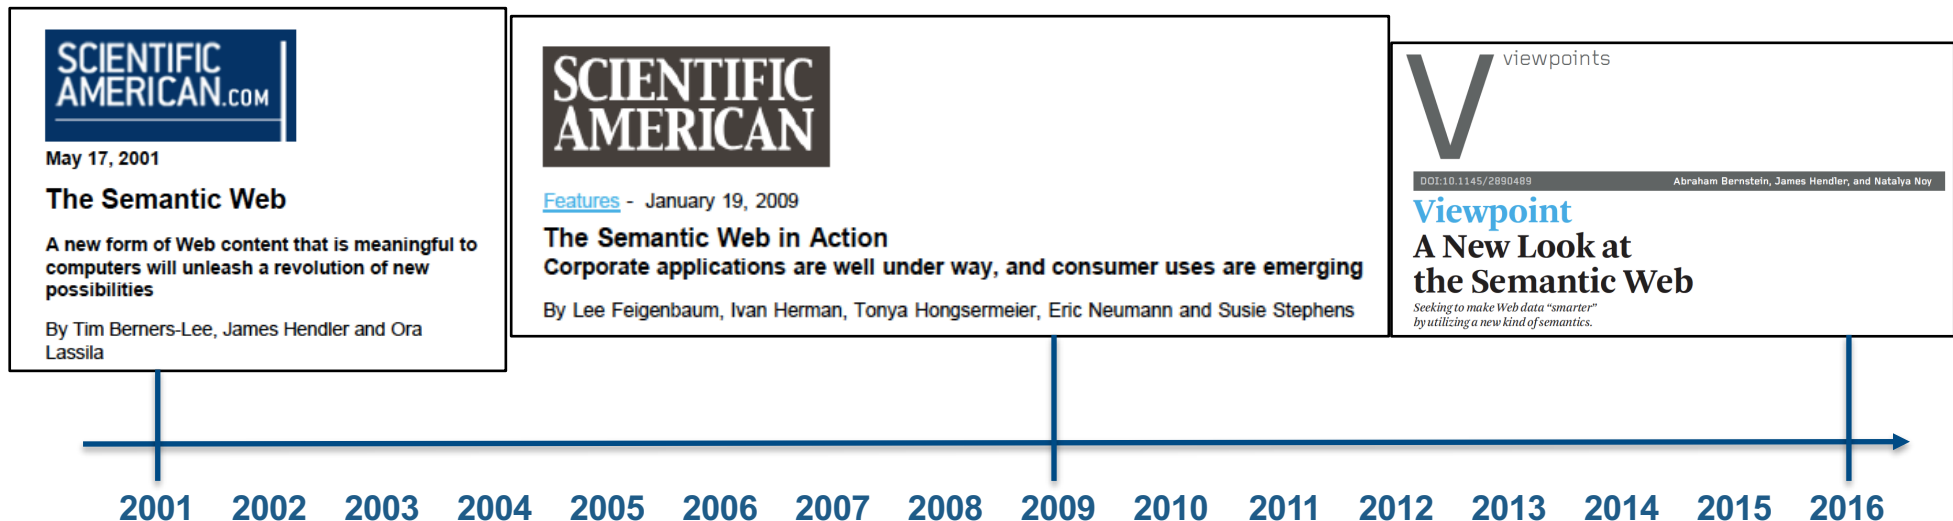 SCIENTIFIC
AMERICAN.COM
May 17, 2001
The Semantic Web
A new form of Web content that is meaningful to
computers will unleash a revolution of new
possibilities
By Tim Berners-Lee, James Hendler and Ora
Lassila
SCIENTIFIC
AMERICAN
Features - January 19, 2009
The Semantic Web in Action
Corporate applications are well under way, and consumer uses are emerging
By Lee Feigenbaum, Ivan Herman, Tonya Hongsermeier, Eric Neumann and Susie Stephens
V viewpoints
DOI:10.1145/2890489 Abraham Bernstein, James Hendler, and Natalya Noy
Viewpoint
A New Look at
the Semantic Web
Seeking to make Web data “smarter”
by utilizing a new kind of semantics.
2001 2002 2003 2004 2005 2006 2007 2008 2009 2010 2011 2012 2013 2014 2015 2016